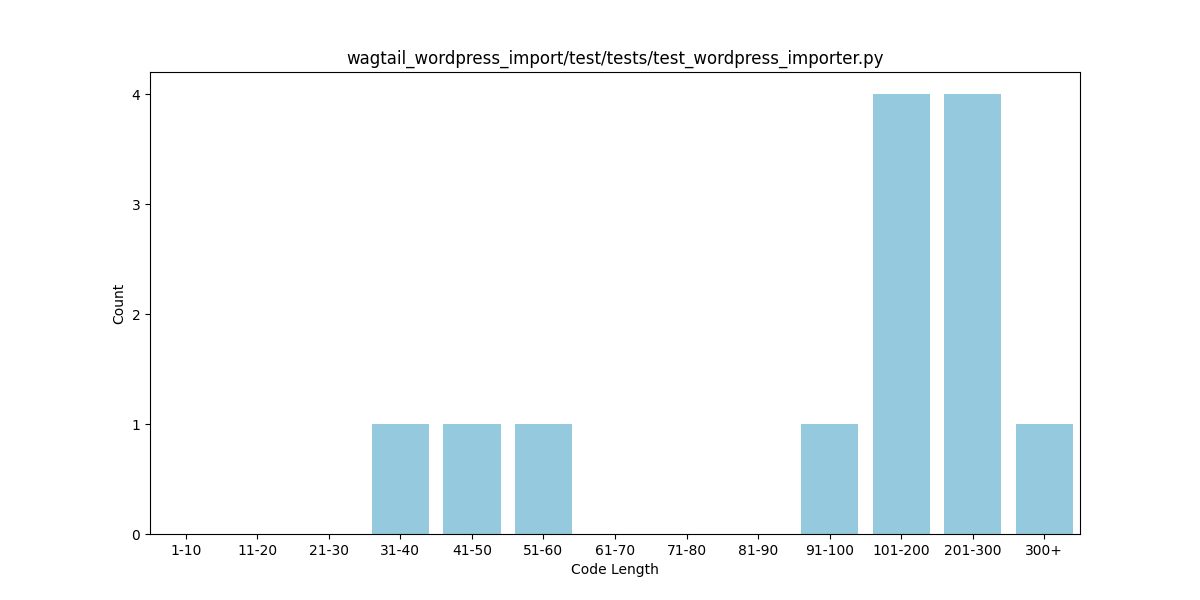 wagtail_wordpress_import/test/tests/test_wordpress_importer.py
4
3
2
1
0
Count
1-10 11-20 21-30 31-40 41-50 51-60 61-70 71-80 81-90 91-100 101-200 201-300 300+
Code Length